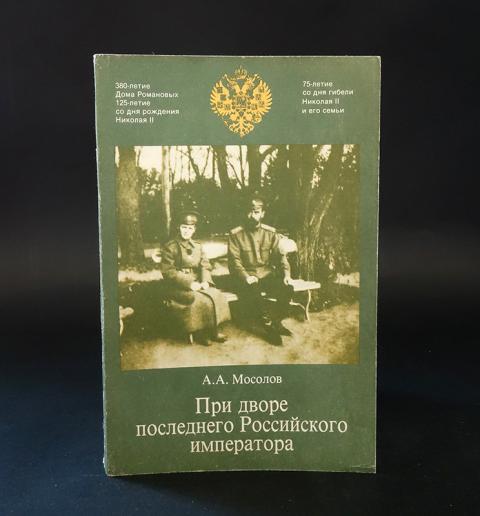 380-летие
Дома Романовых
125-летие
со дня рождения
Николая II
75-летие
со дня гибели
Николая II
и его семьи
А.А. Мосолов
При дворе
последнего Российского
императора